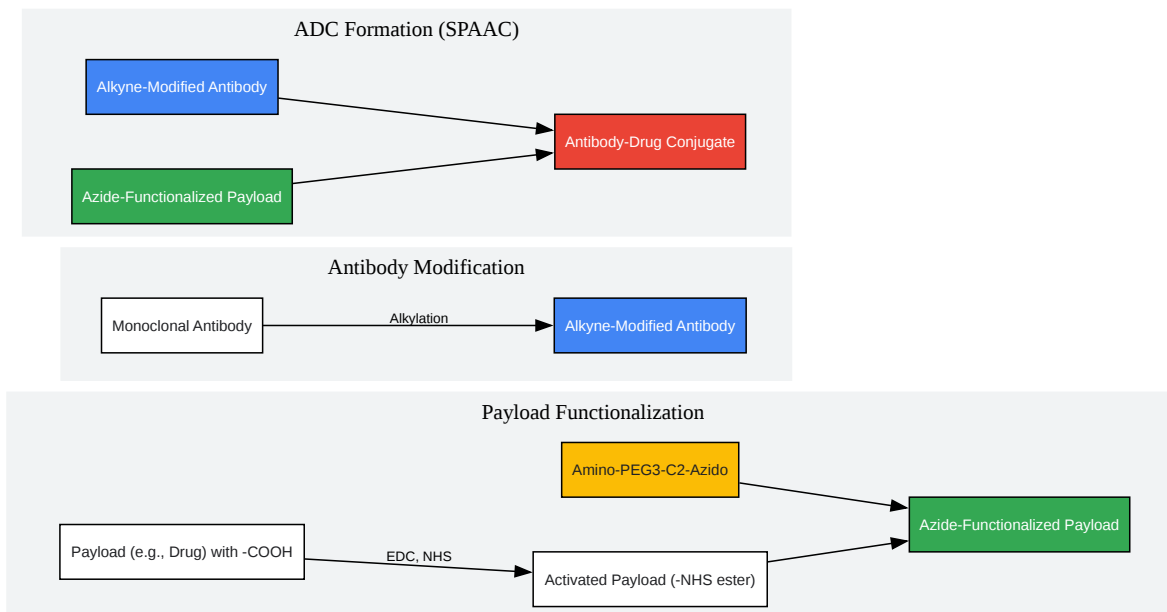 ADC Formation (SPAAC)
Alkyne-Modified Antibody
Antibody-Drug Conjugate
Azide-Functionalized Payload
Antibody Modification
Monoclonal Antibody
Alkylation
Alkyne-Modified Antibody
Payload Functionalization
Amino-PEG3-C2-Azido
Azide-Functionalized Payload
Payload (e.g., Drug) with -COOH
EDC, NHS
Activated Payload (-NHS ester)